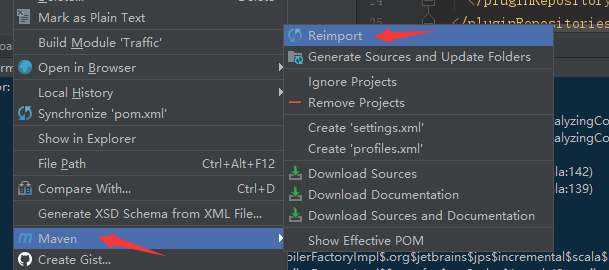 Mark as Plain Text
Build Module 'Traffic'
Open in Browser
Local History
Synchronize 'pom.xml'
Show in Explorer
File Path Ctrl+Alt+F12
Compare With... Ctrl+D
Generate XSD Schema from XML File...
Maven
Create Gist...
Reimport
Generate Sources and Update Folders
Ignore Projects
Remove Projects
Create 'settings.xml'
Create 'profiles.xml'
Download Sources
Download Documentation
Download Sources and Documentation
Show Effective POM
25 </pluginRepositories
alyzingCo
alyzingCo
la:142)
la:139)
pilerFactoryImpl$.org$jetbrains$jps$incremental$scala$